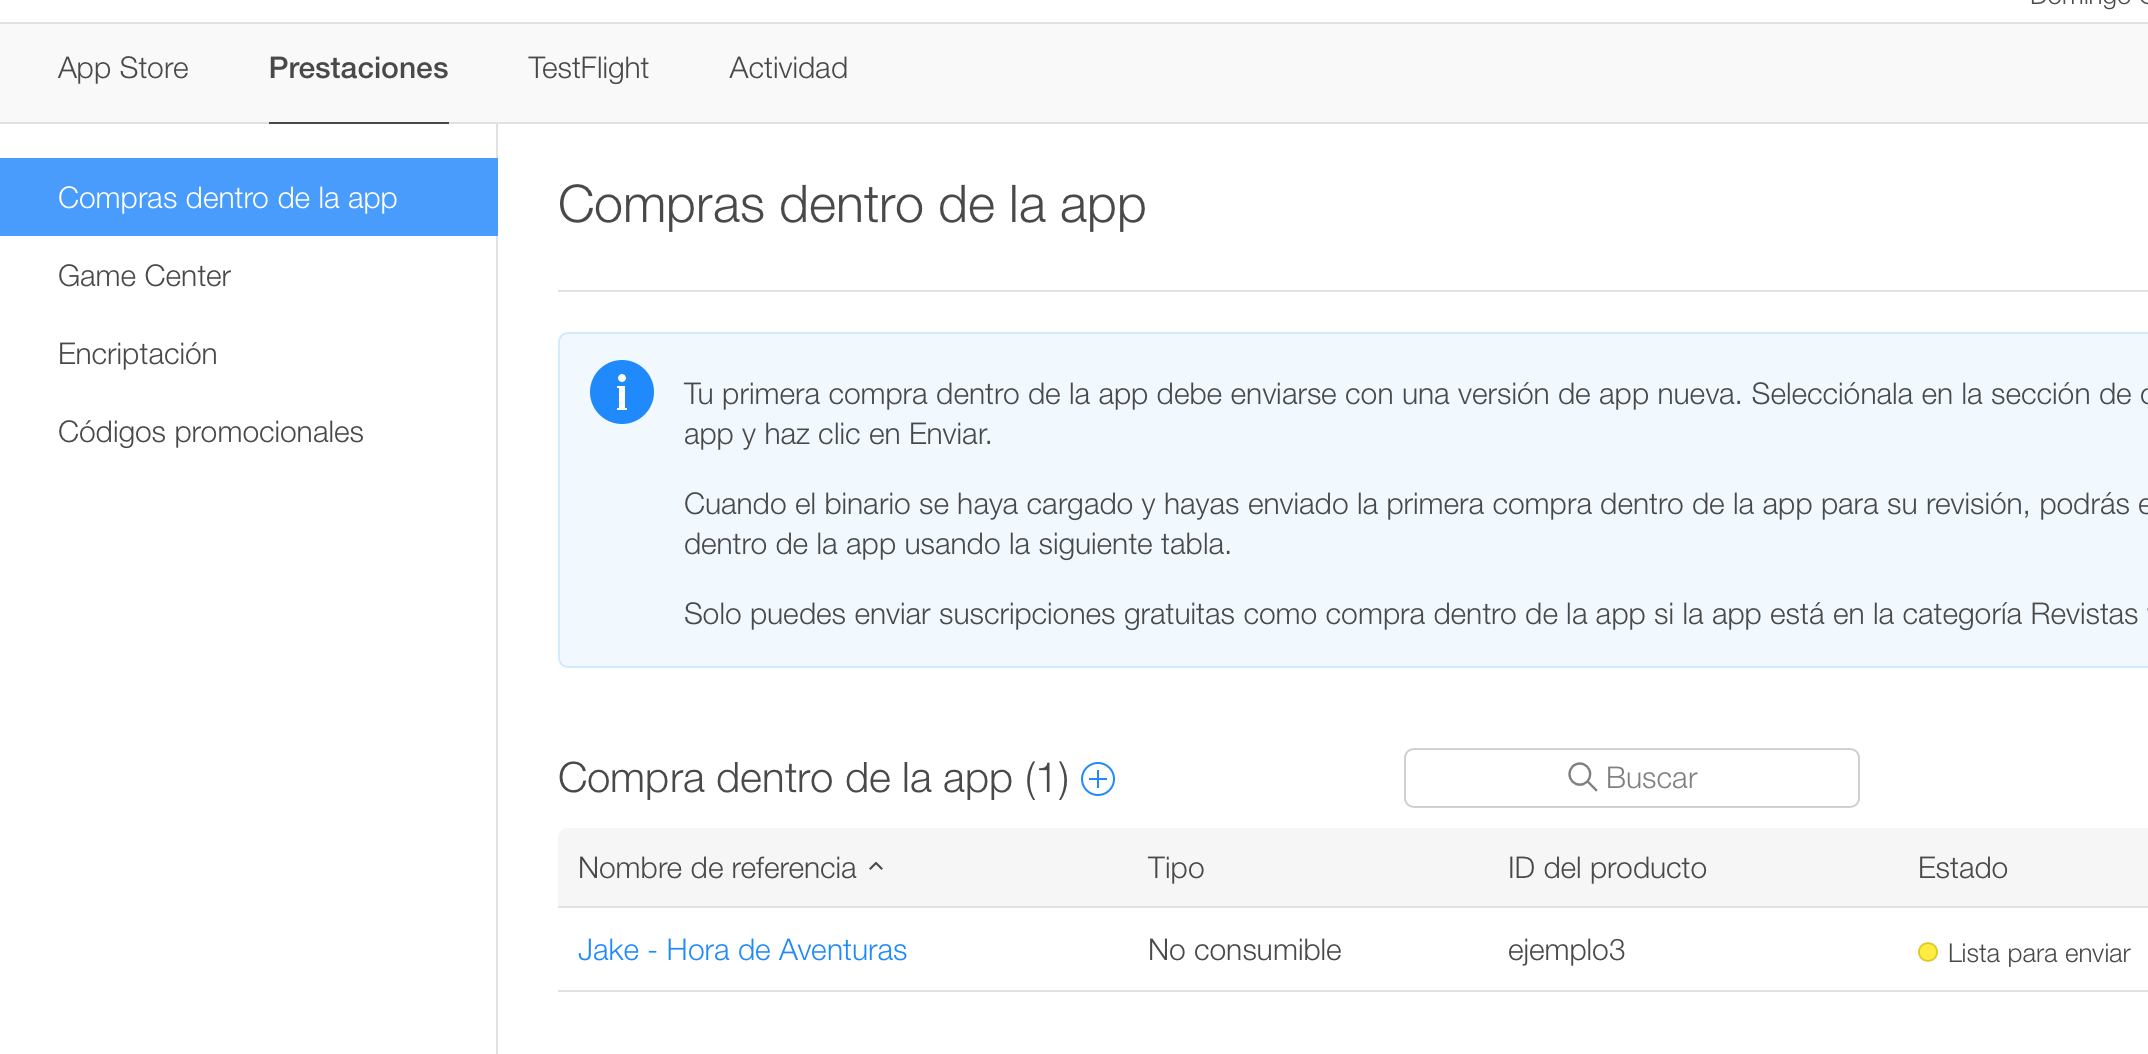 App Store Prestaciones TestFlight Actividad
Compras dentro de la app
Game Center
Encriptación
Códigos promocionales
Compras dentro de la app
Tu primera compra dentro de la app debe enviarse con una versión de app nueva. Selecciónala en la sección de
app y haz clic en Enviar.
Cuando el binario se haya cargado y hayas enviado la primera compra dentro de la app para su revisión, podrás
dentro de la app usando la siguiente tabla.
Solo puedes enviar suscripciones gratuitas como compra dentro de la app si la app está en la categoría Revistas
Compra dentro de la app (1)
Buscar
Nombre de referencia Tipo ID del producto Estado
Jake - Hora de Aventuras No consumible ejemplo3 Lista para enviar